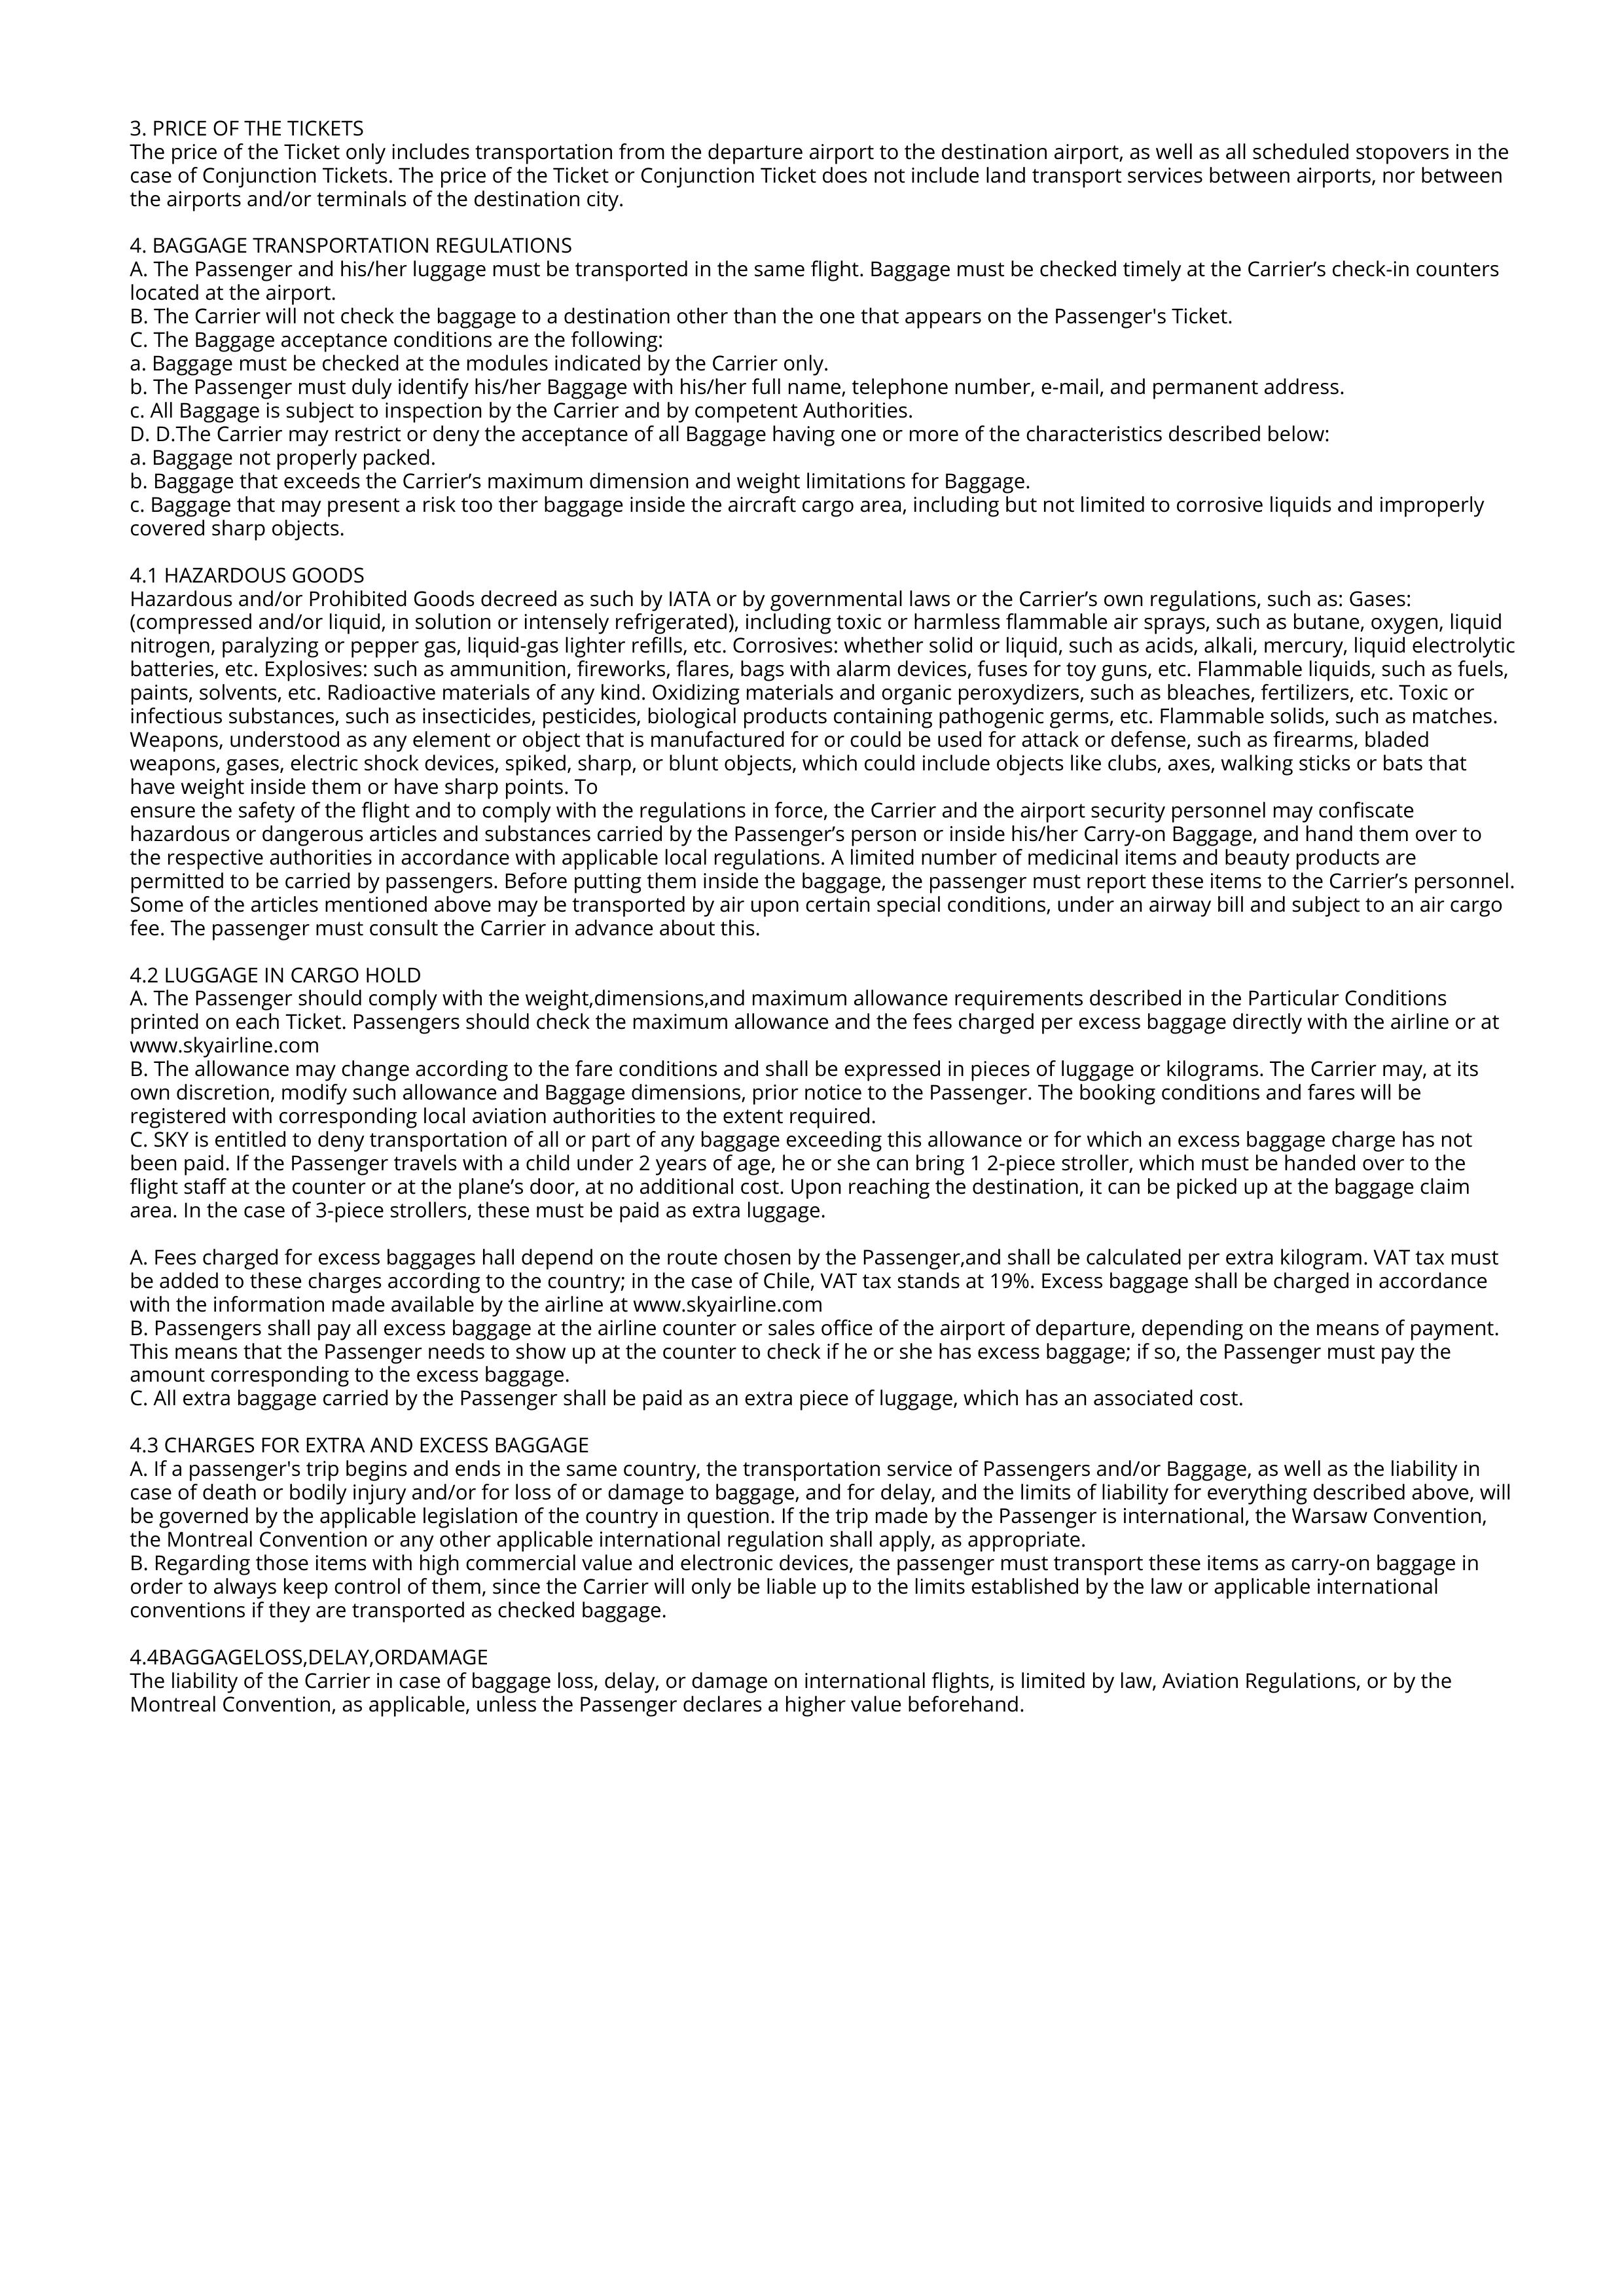 3. PRICE OF THE TICKETS
The price of the Ticket only includes transportation from the departure airport to the destination airport, as well as all scheduled stopovers in the
case of Conjunction Tickets. The price of the Ticket or Conjunction Ticket does not include land transport services between airports, nor between
the airports and/or terminals of the destination city.

4. BAGGAGE TRANSPORTATION REGULATIONS
A. The Passenger and his/her luggage must be transported in the same flight. Baggage must be checked timely at the Carrier’s check-in counters
located at the airport.
B. The Carrier will not check the baggage to a destination other than the one that appears on the Passenger's Ticket.
C. The Baggage acceptance conditions are the following:
a. Baggage must be checked at the modules indicated by the Carrier only.
b. The Passenger must duly identify his/her Baggage with his/her full name, telephone number, e-mail, and permanent address.
c. All Baggage is subject to inspection by the Carrier and by competent Authorities.
D. D.The Carrier may restrict or deny the acceptance of all Baggage having one or more of the characteristics described below:
a. Baggage not properly packed.
b. Baggage that exceeds the Carrier’s maximum dimension and weight limitations for Baggage.
c. Baggage that may present a risk too ther baggage inside the aircraft cargo area, including but not limited to corrosive liquids and improperly
covered sharp objects.

4.1 HAZARDOUS GOODS
Hazardous and/or Prohibited Goods decreed as such by IATA or by governmental laws or the Carrier’s own regulations, such as: Gases:
(compressed and/or liquid, in solution or intensely refrigerated), including toxic or harmless flammable air sprays, such as butane, oxygen, liquid
nitrogen, paralyzing or pepper gas, liquid-gas lighter refills, etc. Corrosives: whether solid or liquid, such as acids, alkali, mercury, liquid electrolytic
batteries, etc. Explosives: such as ammunition, fireworks, flares, bags with alarm devices, fuses for toy guns, etc. Flammable liquids, such as fuels,
paints, solvents, etc. Radioactive materials of any kind. Oxidizing materials and organic peroxydizers, such as bleaches, fertilizers, etc. Toxic or
infectious substances, such as insecticides, pesticides, biological products containing pathogenic germs, etc. Flammable solids, such as matches.
Weapons, understood as any element or object that is manufactured for or could be used for attack or defense, such as firearms, bladed
weapons, gases, electric shock devices, spiked, sharp, or blunt objects, which could include objects like clubs, axes, walking sticks or bats that
have weight inside them or have sharp points. To
ensure the safety of the flight and to comply with the regulations in force, the Carrier and the airport security personnel may confiscate
hazardous or dangerous articles and substances carried by the Passenger’s person or inside his/her Carry-on Baggage, and hand them over to
the respective authorities in accordance with applicable local regulations. A limited number of medicinal items and beauty products are
permitted to be carried by passengers. Before putting them inside the baggage, the passenger must report these items to the Carrier’s personnel.
Some of the articles mentioned above may be transported by air upon certain special conditions, under an airway bill and subject to an air cargo
fee. The passenger must consult the Carrier in advance about this.

4.2 LUGGAGE IN CARGO HOLD
A. The Passenger should comply with the weight,dimensions,and maximum allowance requirements described in the Particular Conditions
printed on each Ticket. Passengers should check the maximum allowance and the fees charged per excess baggage directly with the airline or at
www.skyairline.com
B. The allowance may change according to the fare conditions and shall be expressed in pieces of luggage or kilograms. The Carrier may, at its
own discretion, modify such allowance and Baggage dimensions, prior notice to the Passenger. The booking conditions and fares will be
registered with corresponding local aviation authorities to the extent required.
C. SKY is entitled to deny transportation of all or part of any baggage exceeding this allowance or for which an excess baggage charge has not
been paid. If the Passenger travels with a child under 2 years of age, he or she can bring 1 2-piece stroller, which must be handed over to the
flight staff at the counter or at the plane’s door, at no additional cost. Upon reaching the destination, it can be picked up at the baggage claim
area. In the case of 3-piece strollers, these must be paid as extra luggage.

A. Fees charged for excess baggages hall depend on the route chosen by the Passenger,and shall be calculated per extra kilogram. VAT tax must
be added to these charges according to the country; in the case of Chile, VAT tax stands at 19%. Excess baggage shall be charged in accordance
with the information made available by the airline at www.skyairline.com
B. Passengers shall pay all excess baggage at the airline counter or sales office of the airport of departure, depending on the means of payment.
This means that the Passenger needs to show up at the counter to check if he or she has excess baggage; if so, the Passenger must pay the
amount corresponding to the excess baggage.
C. All extra baggage carried by the Passenger shall be paid as an extra piece of luggage, which has an associated cost.

4.3 CHARGES FOR EXTRA AND EXCESS BAGGAGE
A. If a passenger's trip begins and ends in the same country, the transportation service of Passengers and/or Baggage, as well as the liability in
case of death or bodily injury and/or for loss of or damage to baggage, and for delay, and the limits of liability for everything described above, will
be governed by the applicable legislation of the country in question. If the trip made by the Passenger is international, the Warsaw Convention,
the Montreal Convention or any other applicable international regulation shall apply, as appropriate.
B. Regarding those items with high commercial value and electronic devices, the passenger must transport these items as carry-on baggage in
order to always keep control of them, since the Carrier will only be liable up to the limits established by the law or applicable international
conventions if they are transported as checked baggage.

4.4BAGGAGELOSS,DELAY,ORDAMAGE
The liability of the Carrier in case of baggage loss, delay, or damage on international flights, is limited by law, Aviation Regulations, or by the
Montreal Convention, as applicable, unless the Passenger declares a higher value beforehand.